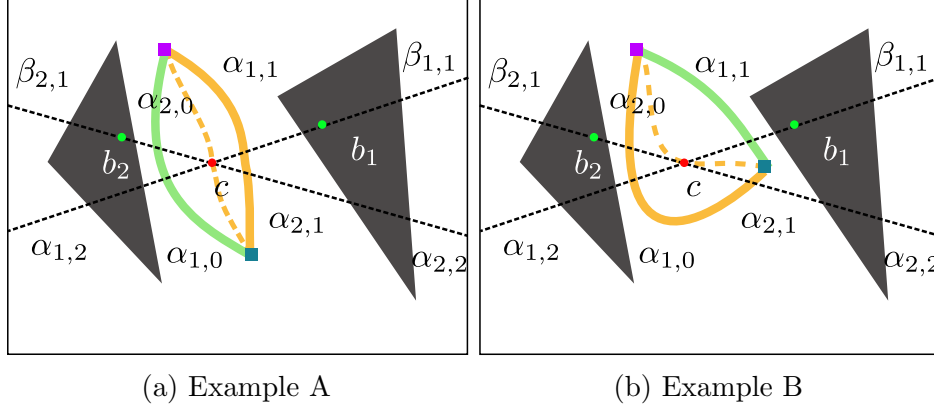 β₂,₁ α₂,₀ α₁,₁ β₁,₁
b₂ c b₁
α₁,₂ α₁,₀ α₂,₁ α₂,₂
(a) Example A
β₂,₁ α₂,₀ α₁,₁ β₁,₁
b₂ c b₁
α₁,₂ α₁,₀ α₂,₁ α₂,₂
(b) Example B